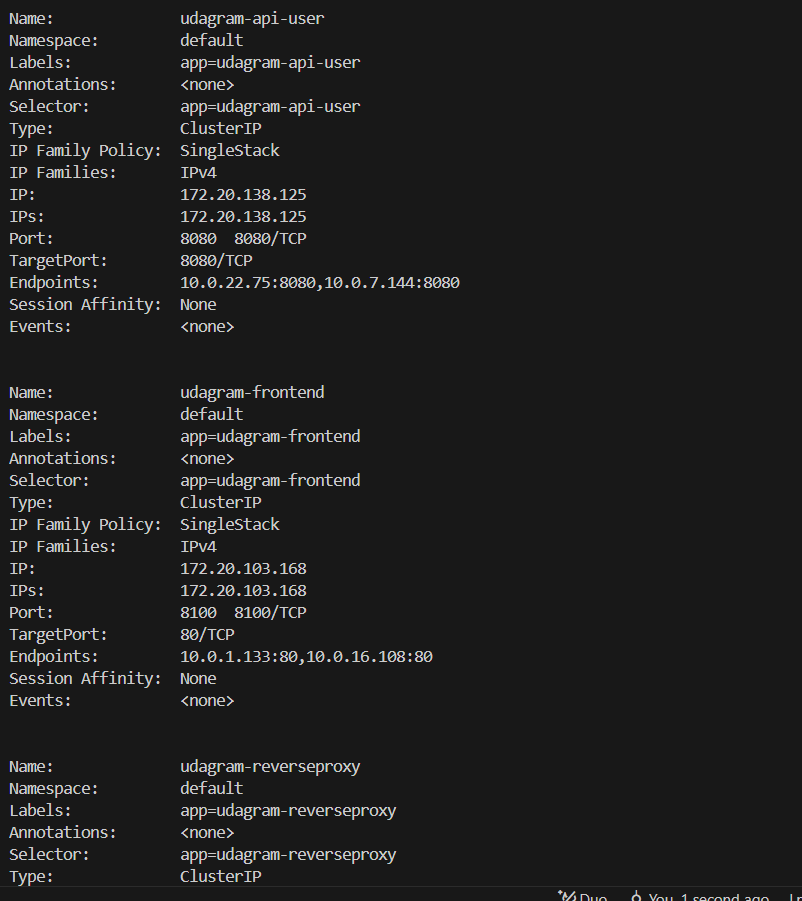 Name:              udagram-api-user
Namespace:         default
Labels:            app=udagram-api-user
Annotations:       <none>
Selector:          app=udagram-api-user
Type:              ClusterIP
IP Family Policy:  SingleStack
IP Families:       IPv4
IP:                172.20.138.125
IPs:               172.20.138.125
Port:              8080  8080/TCP
TargetPort:        8080/TCP
Endpoints:         10.0.22.75:8080,10.0.7.144:8080
Session Affinity:  None
Events:            <none>
Name:              udagram-frontend
Namespace:         default
Labels:            app=udagram-frontend
Annotations:       <none>
Selector:          app=udagram-frontend
Type:              ClusterIP
IP Family Policy:  SingleStack
IP Families:       IPv4
IP:                172.20.103.168
IPs:               172.20.103.168
Port:              8100  8100/TCP
TargetPort:        80/TCP
Endpoints:         10.0.1.133:80,10.0.16.108:80
Session Affinity:  None
Events:            <none>
Name:              udagram-reverseproxy
Namespace:         default
Labels:            app=udagram-reverseproxy
Annotations:       <none>
Selector:          app=udagram-reverseproxy
Type:              ClusterIP
Duo You, 1 second ago